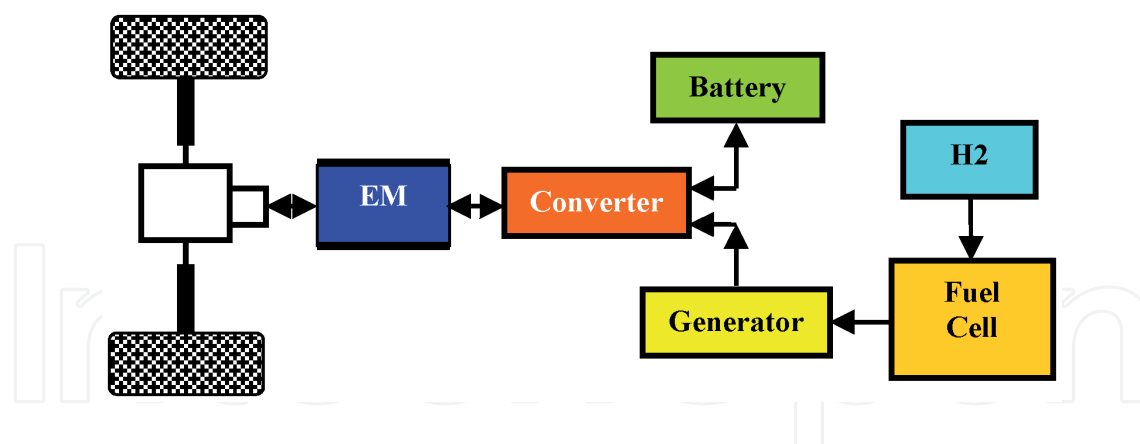 Battery
H2
EM
Converter
Fuel
Cell
Generator